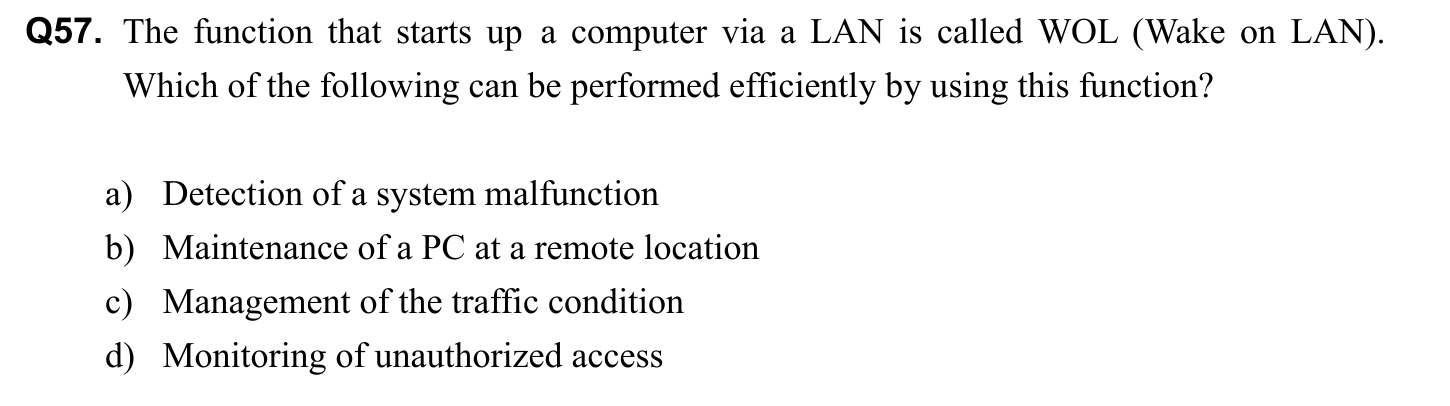 Q57. The function that starts up a computer via a LAN is called WOL (Wake on LAN).
Which of the following can be performed efficiently by using this function?
a) Detection of a system malfunction
b) Maintenance of a PC at a remote location
c) Management of the traffic condition
d) Monitoring of unauthorized access